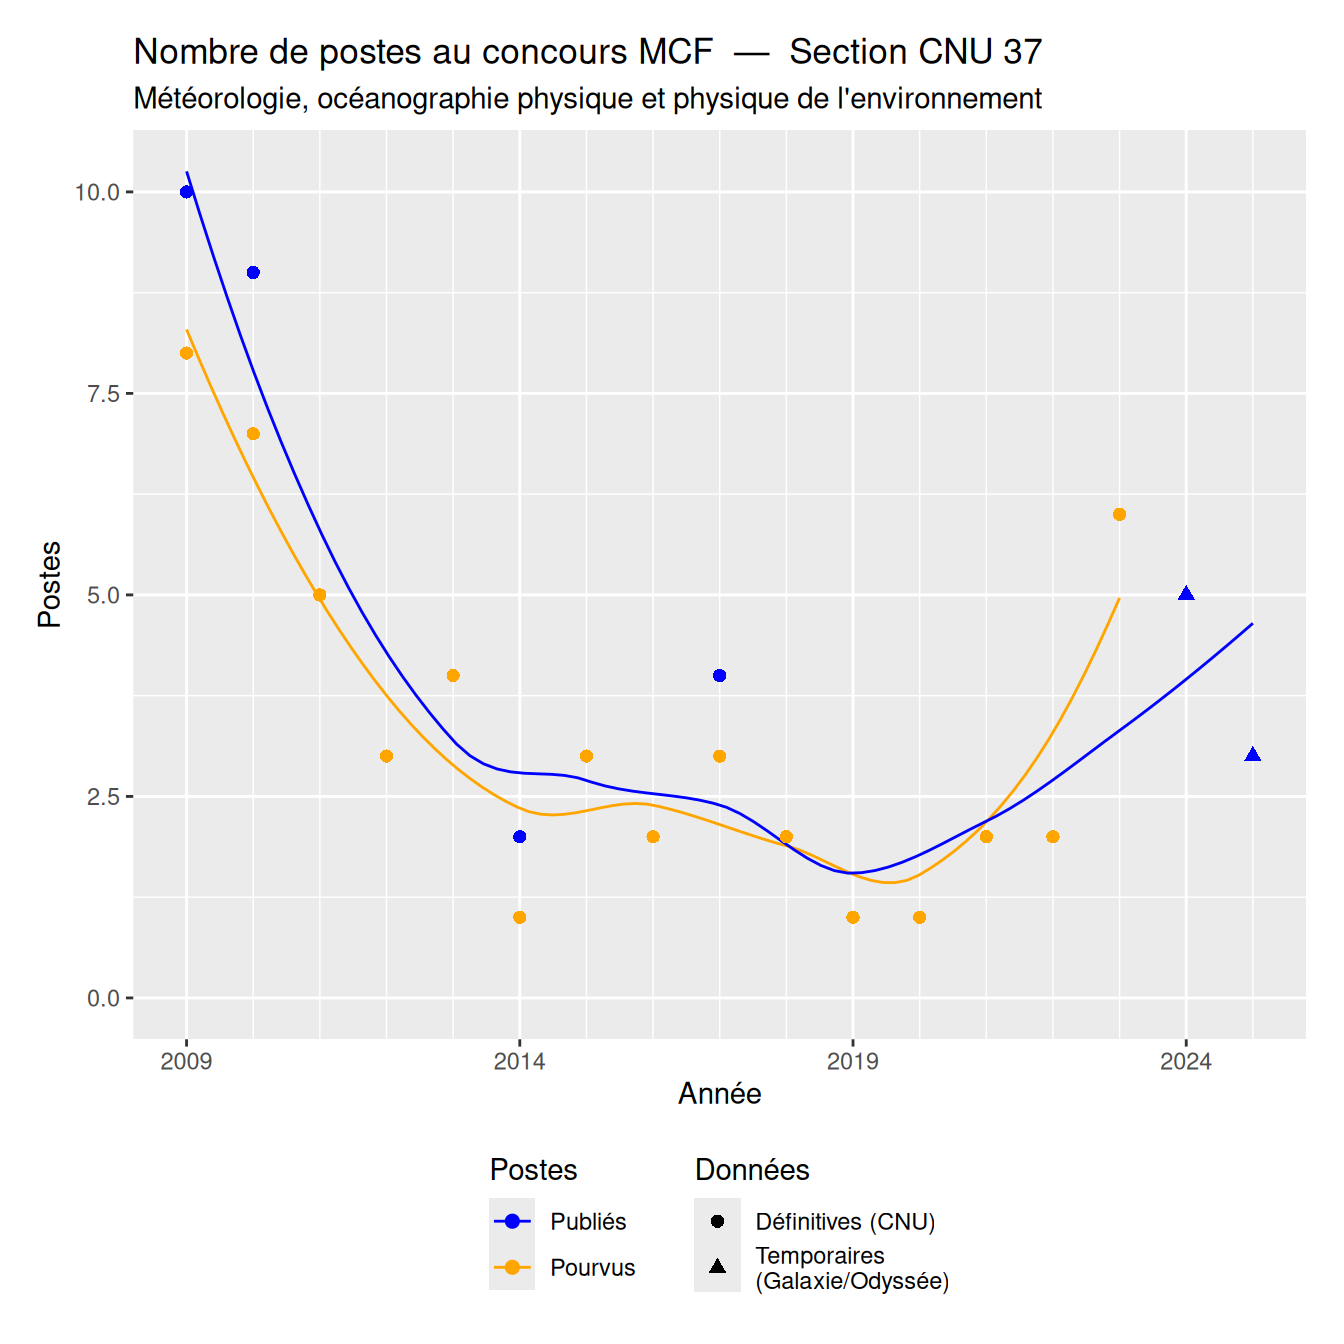 Nombre de postes au concours MCF — Section CNU 37
Météorologie, océanographie physique et physique de l'environnement
10.0
7.5
5.0
2.5
0.0
Postes
2009 2014 2019 2024
Année
Postes
Publiés
Pourvus
Données
Définitives (CNU)
Temporaires
(Galaxie/Odyssée)